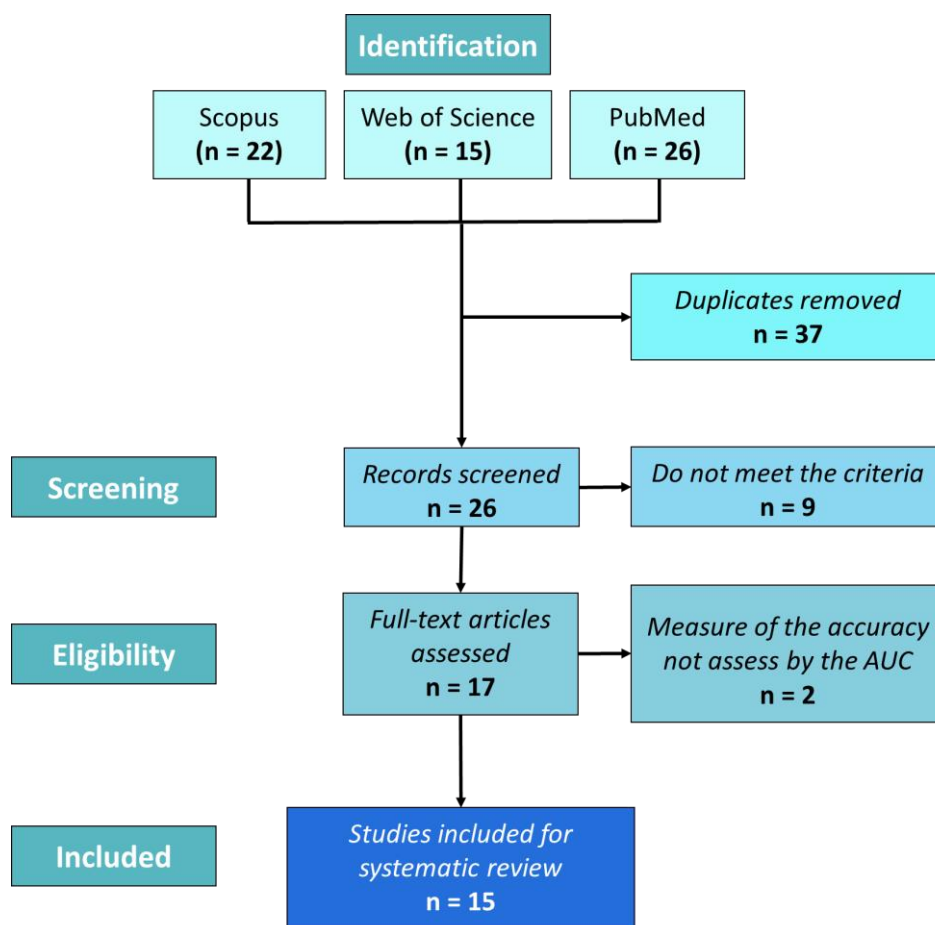 Identification
Scopus
(n = 22)
Web of Science
(n = 15)
PubMed
(n = 26)
Duplicates removed
n = 37
Screening
Records screened
n = 26
Do not meet the criteria
n = 9
Eligibility
Full-text articles
assessed
n = 17
Measure of the accuracy
not assess by the AUC
n = 2
Included
Studies included for
systematic review
n = 15